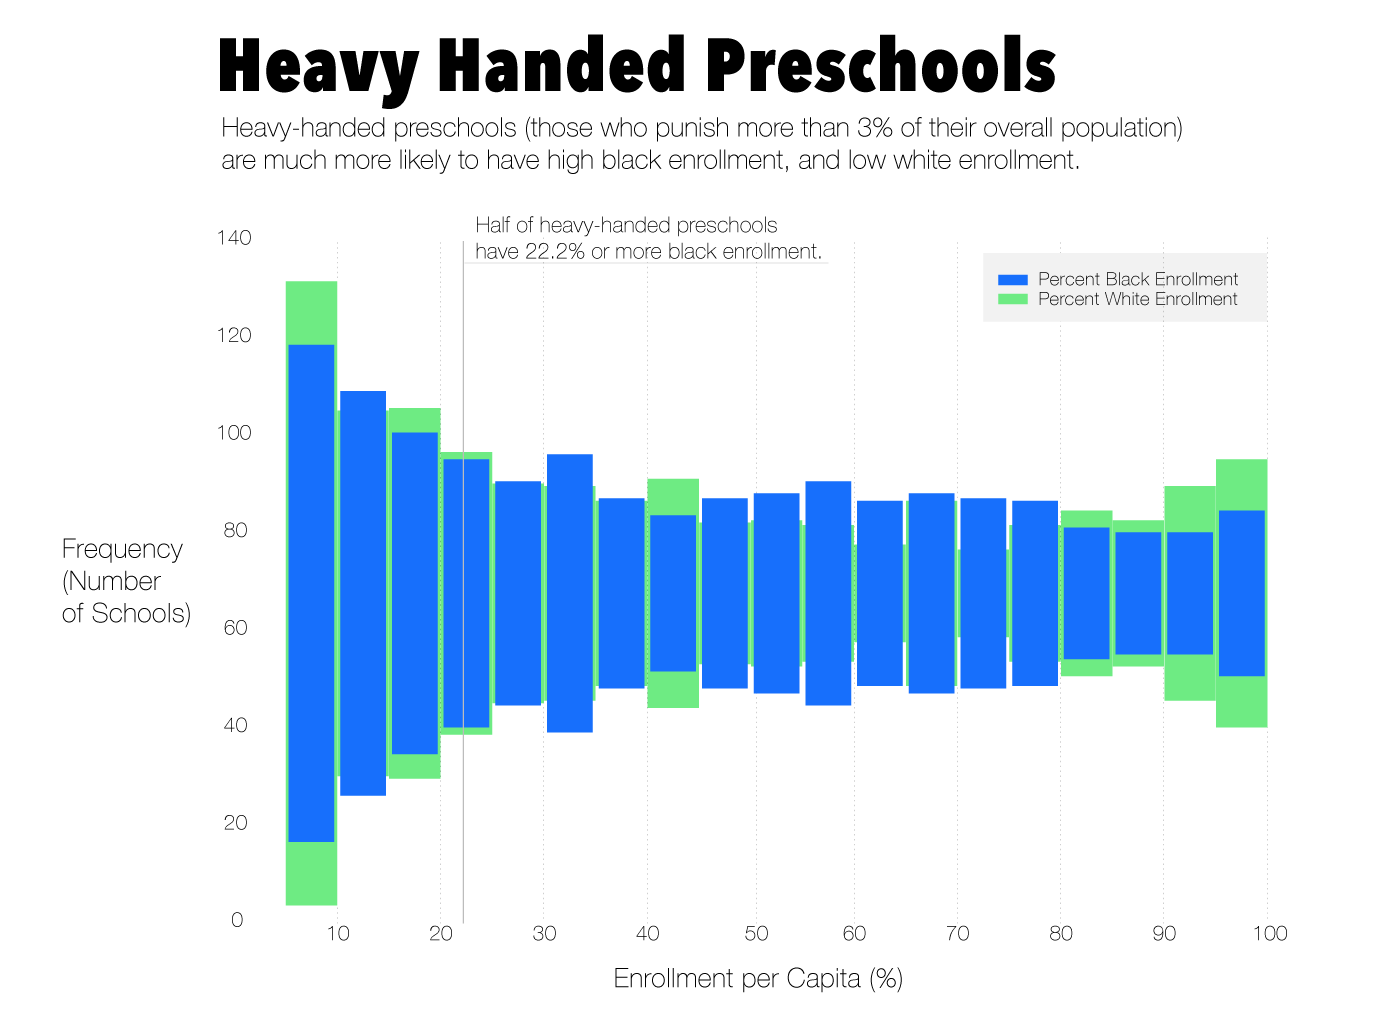 Heavy Handed Preschools
Heavy-handed preschools (those who punish more than 3% of their overall population)
are much more likely to have high black enrollment, and low white enrollment.
Half of heavy-handed preschools
have 22.2% or more black enrollment.
Percent Black Enrollment
Percent White Enrollment
140
120
100
80
60
40
20
0
Frequency
(Number
of Schools)
10 20 30 40 50 60 70 80 90 100
Enrollment per Capita (%)